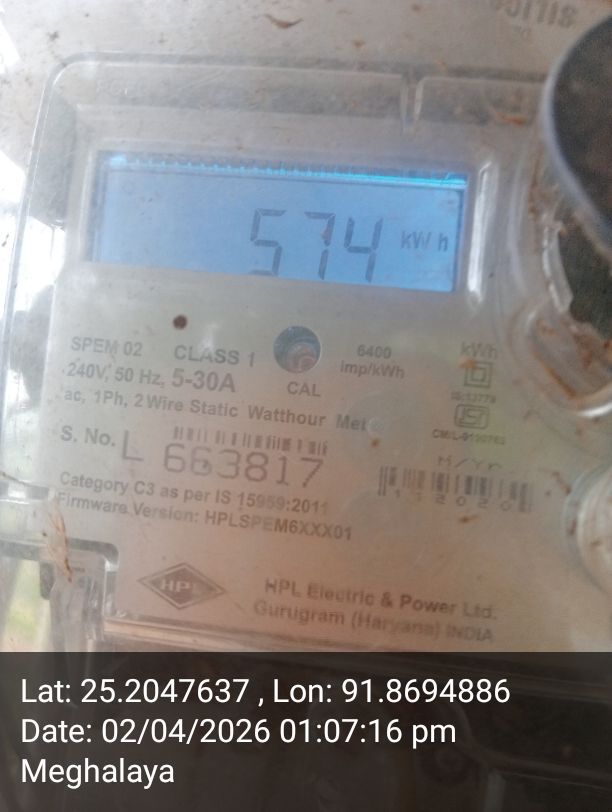 574 kWh
SPEM 02 CLASS 1 6400 imp/kWh kWh
240V, 50 Hz, 5-30A CAL
ac, 1Ph, 2 Wire Static Watthour
S. No. L 663817
M/Yr.
Category C3 as per IS 15959:2011
Firmware Version: HPLSPEM6XXX01
HPL
HPL Electric & Power Ltd.
Gurugram (Haryana) INDIA
Lat: 25.2047637 , Lon: 91.8694886
Date: 02/04/2026 01:07:16 pm
Meghalaya